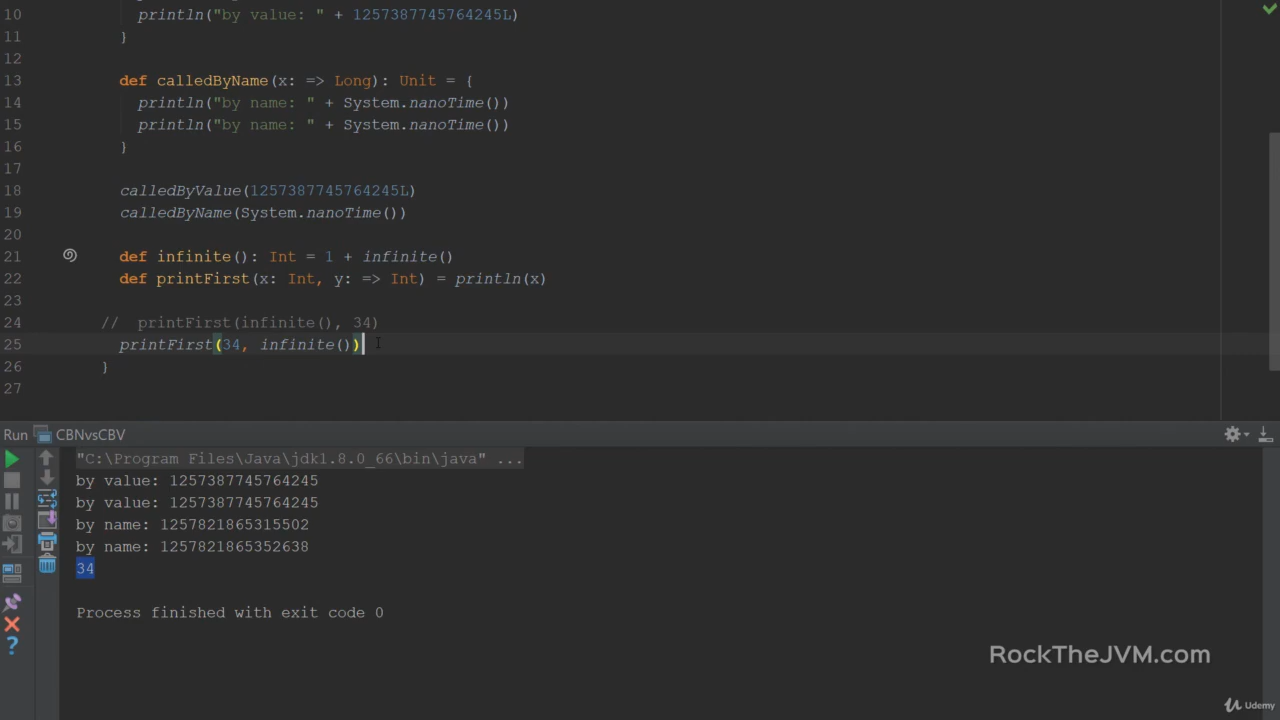 10 println("by value: " + 1257387745764245L)
11 }
12
13 def calledByName(x: => Long): Unit = {
14 println("by name: " + System.nanoTime())
15 println("by name: " + System.nanoTime())
16 }
17
18 calledByValue(1257387745764245L)
19 calledByName(System.nanoTime())
20
21 def infinite(): Int = 1 + infinite()
22 def printFirst(x: Int, y: => Int) = println(x)
23
24 // printFirst(infinite(), 34)
25 printFirst(34, infinite())
26 }
27
Run CBNvsCBV
"C:\Program Files\Java\jdk1.8.0_66\bin\java" ...
by value: 1257387745764245
by value: 1257387745764245
by name: 1257821865315502
by name: 1257821865352638
34
Process finished with exit code 0
RockTheJVM.com
Udemy